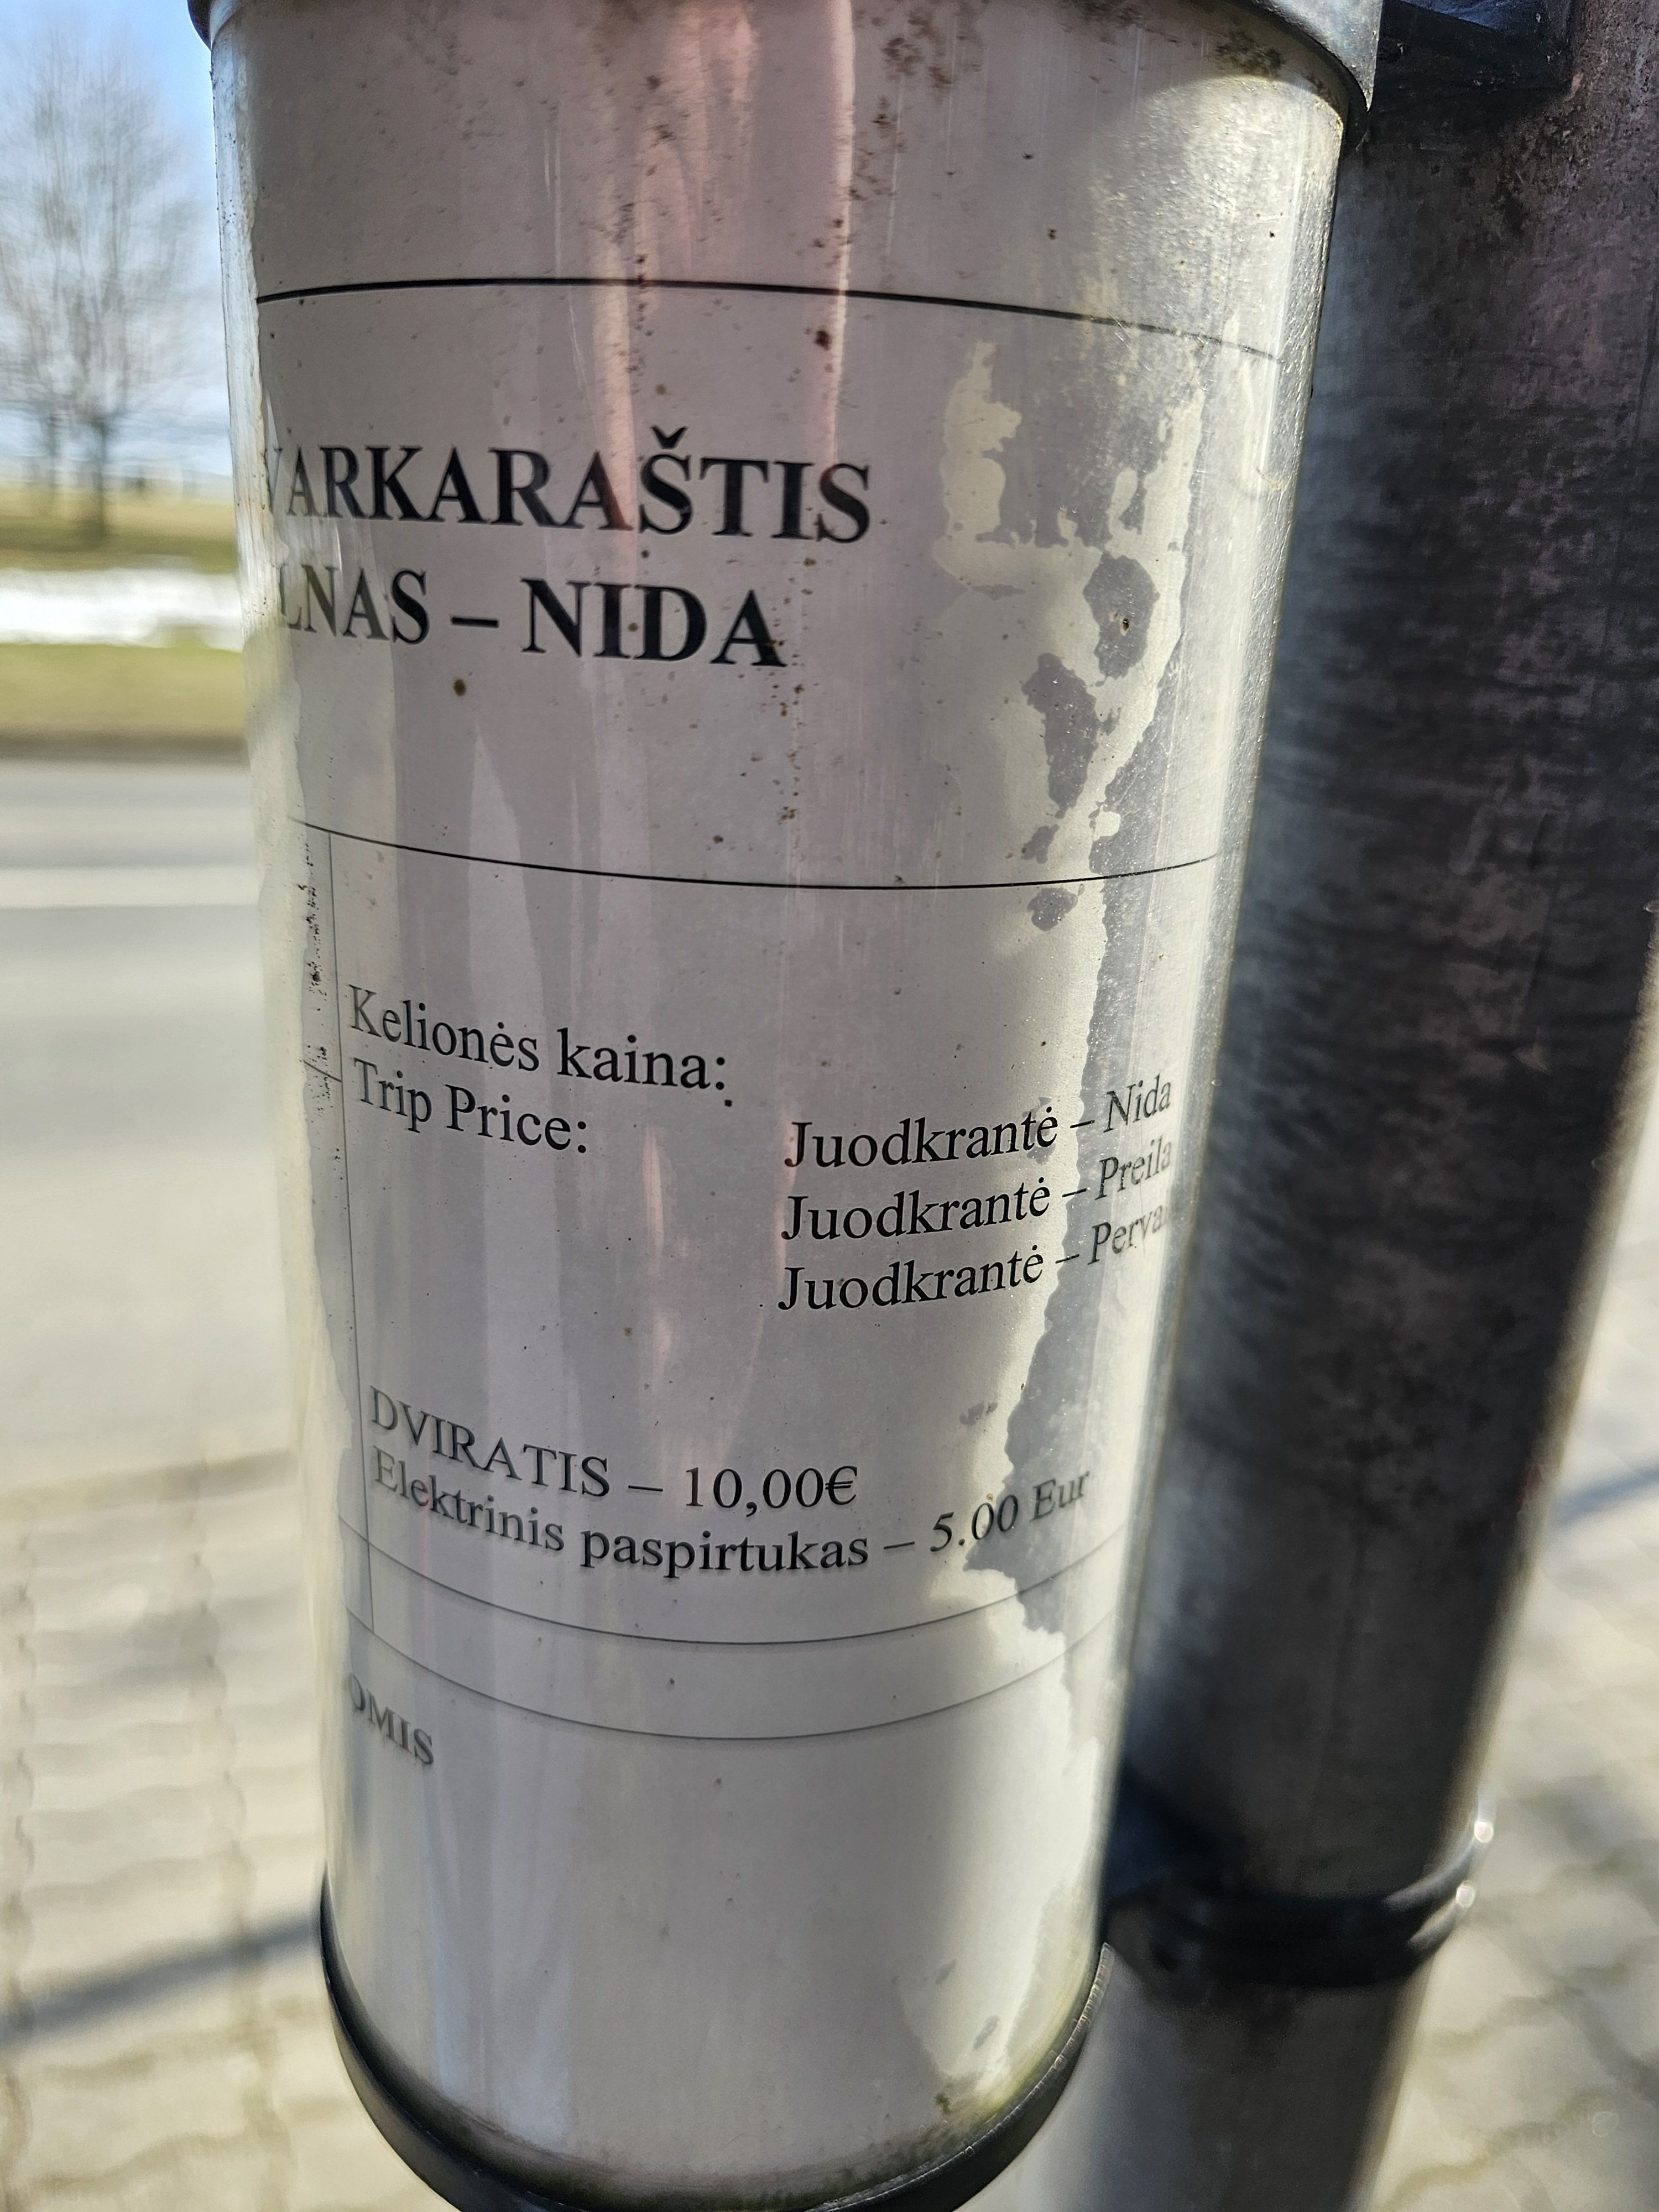 VARKARAŠTIS
LNAS – NIDA
Kelionės kaina:
Trip Price:
Juodkrantė – Nida
Juodkrantė – Preila
Juodkrantė – Perva
DVIRATIS – 10,00€
Elektrinis paspirtukas – 5.00 Eur
OMIS